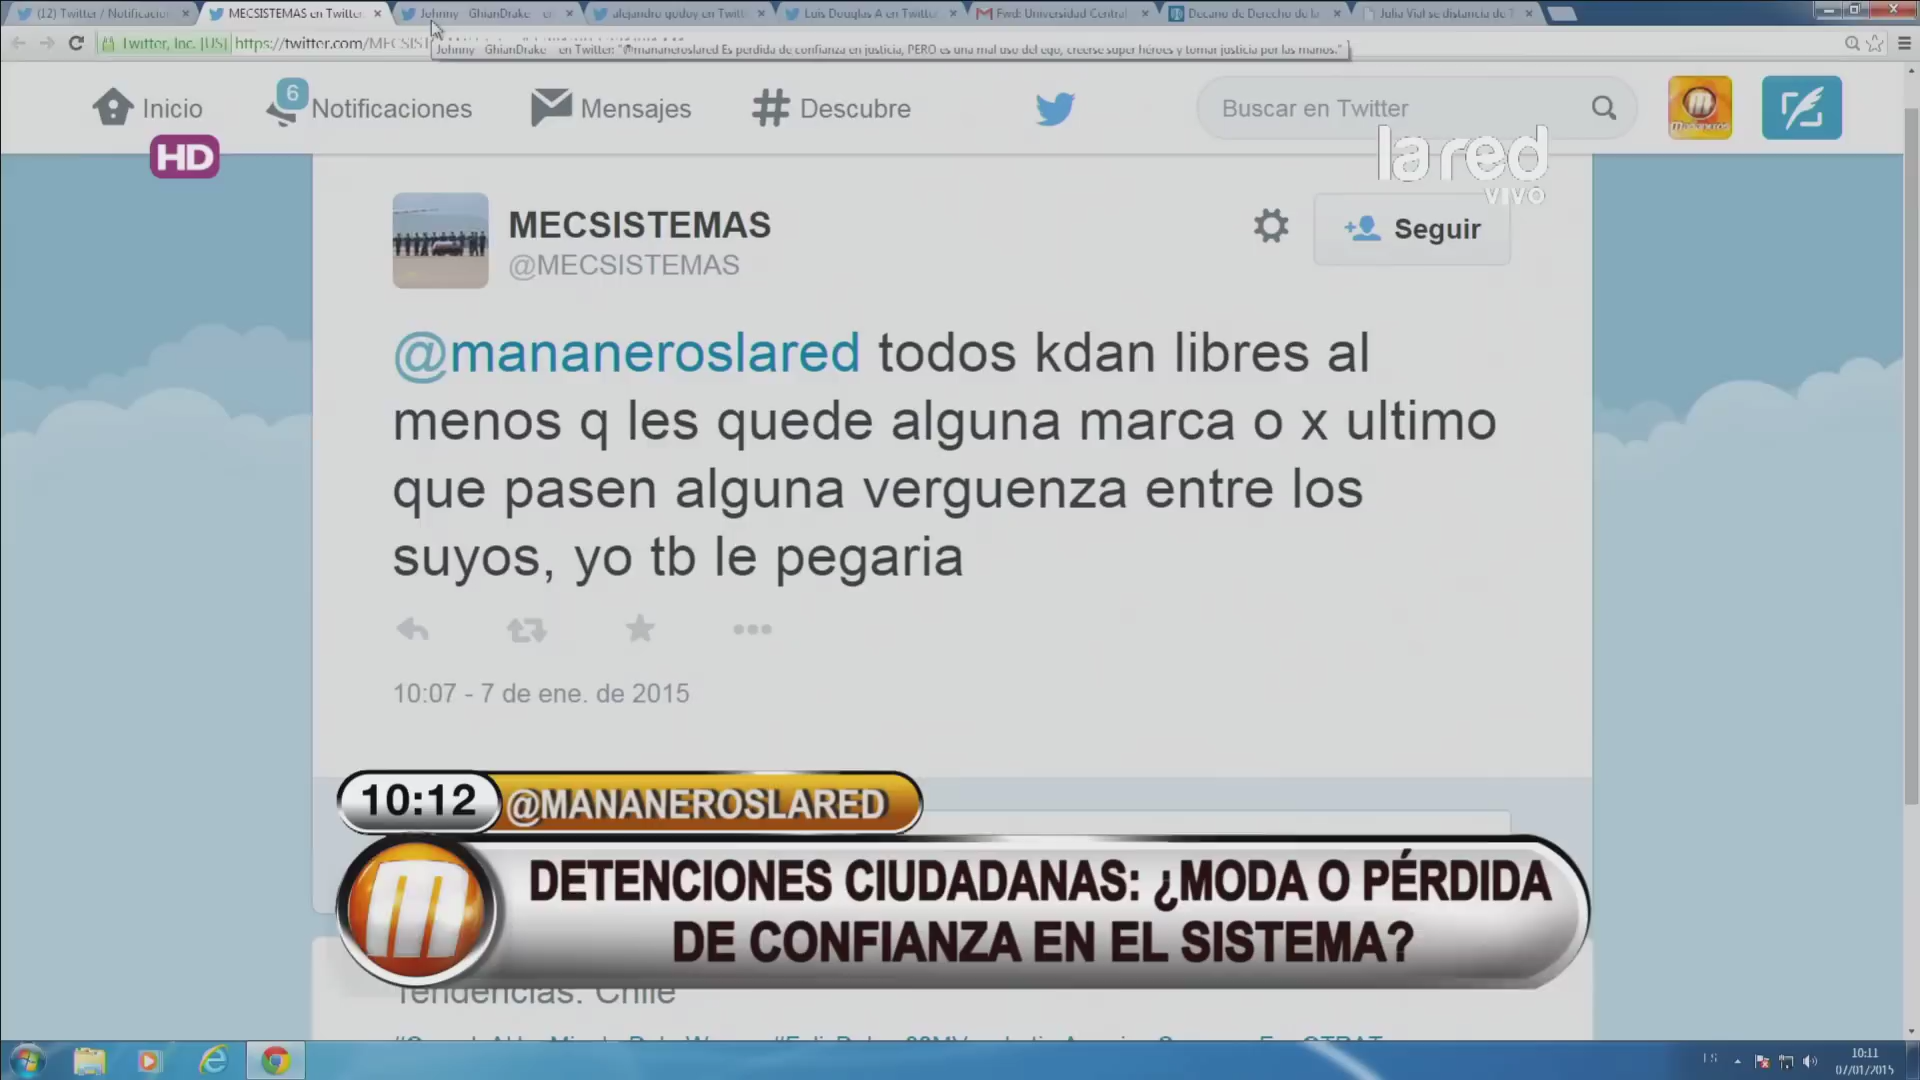 (12) Twitter / Notificacion
MECSISTEMAS en Twitter:
Johnny GhianDrake en
alejandro godoy en Twitt
Luis Douglas A en Twitter
Fwd: Universidad Central
Decano de Derecho de la
Julia Vial se distancia de
Twitter, Inc. [US] https://twitter.com/MECSIST
Johnny GhianDrake en Twitter: "@mananeroslared Es perdida de confianza en justicia, PERO es una mal uso del ego, creerse super héroes y tomar justicia por las manos."
Inicio
6
Notificaciones
Mensajes
# Descubre
Buscar en Twitter
Mañaneros
HD
la red
VIVO
MECSISTEMAS
@MECSISTEMAS
Seguir
@mananeroslared todos kdan libres al
menos q les quede alguna marca o x ultimo
que pasen alguna verguenza entre los
suyos, yo tb le pegaria
10:07 - 7 de ene. de 2015
10:12 @MANANEROSLARED
m
DETENCIONES CIUDADANAS: ¿MODA O PÉRDIDA
DE CONFIANZA EN EL SISTEMA?
Tendencias: Chile
ES
10:11
07/01/2015